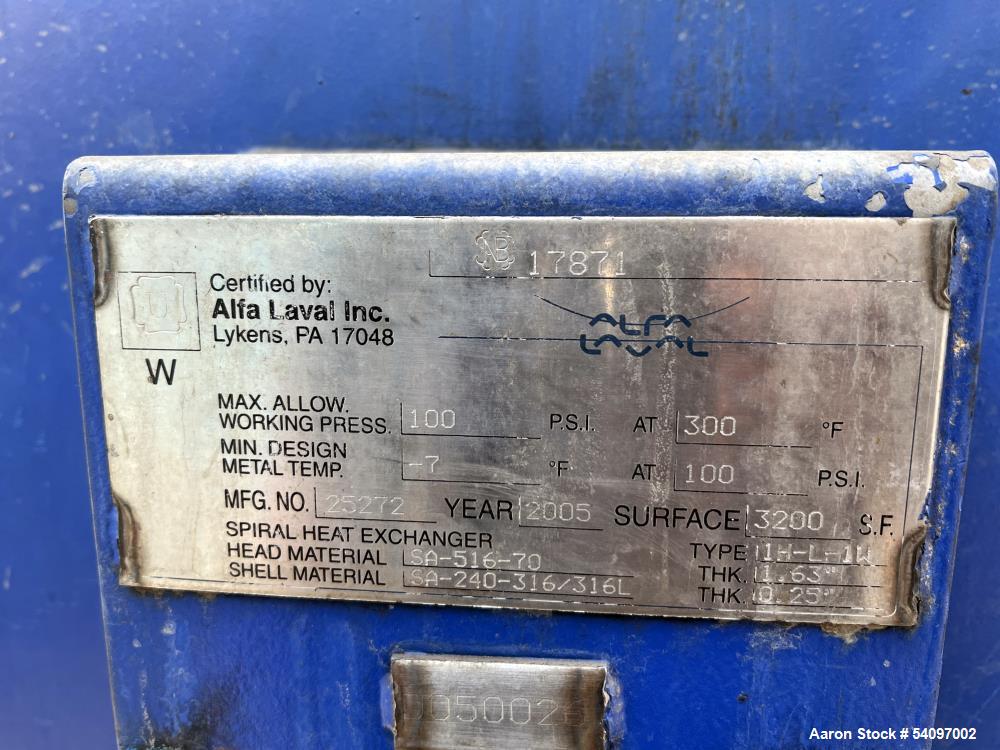 NB 17871
U
Certified by:
Alfa Laval Inc.
Lykens, PA 17048
W
ALFA
LAVAL
MAX. ALLOW.
WORKING PRESS. 100 P.S.I. AT 300 °F
MIN. DESIGN
METAL TEMP. -7 °F AT 100 P.S.I.
MFG. NO. 25272 YEAR 2005 SURFACE 3200 S.F.
SPIRAL HEAT EXCHANGER TYPE 1H-L-1W
HEAD MATERIAL SA-516-70 THK. 1.63"
SHELL MATERIAL SA-240-316/316L THK. 0.25"
Aaron Stock # 54097002